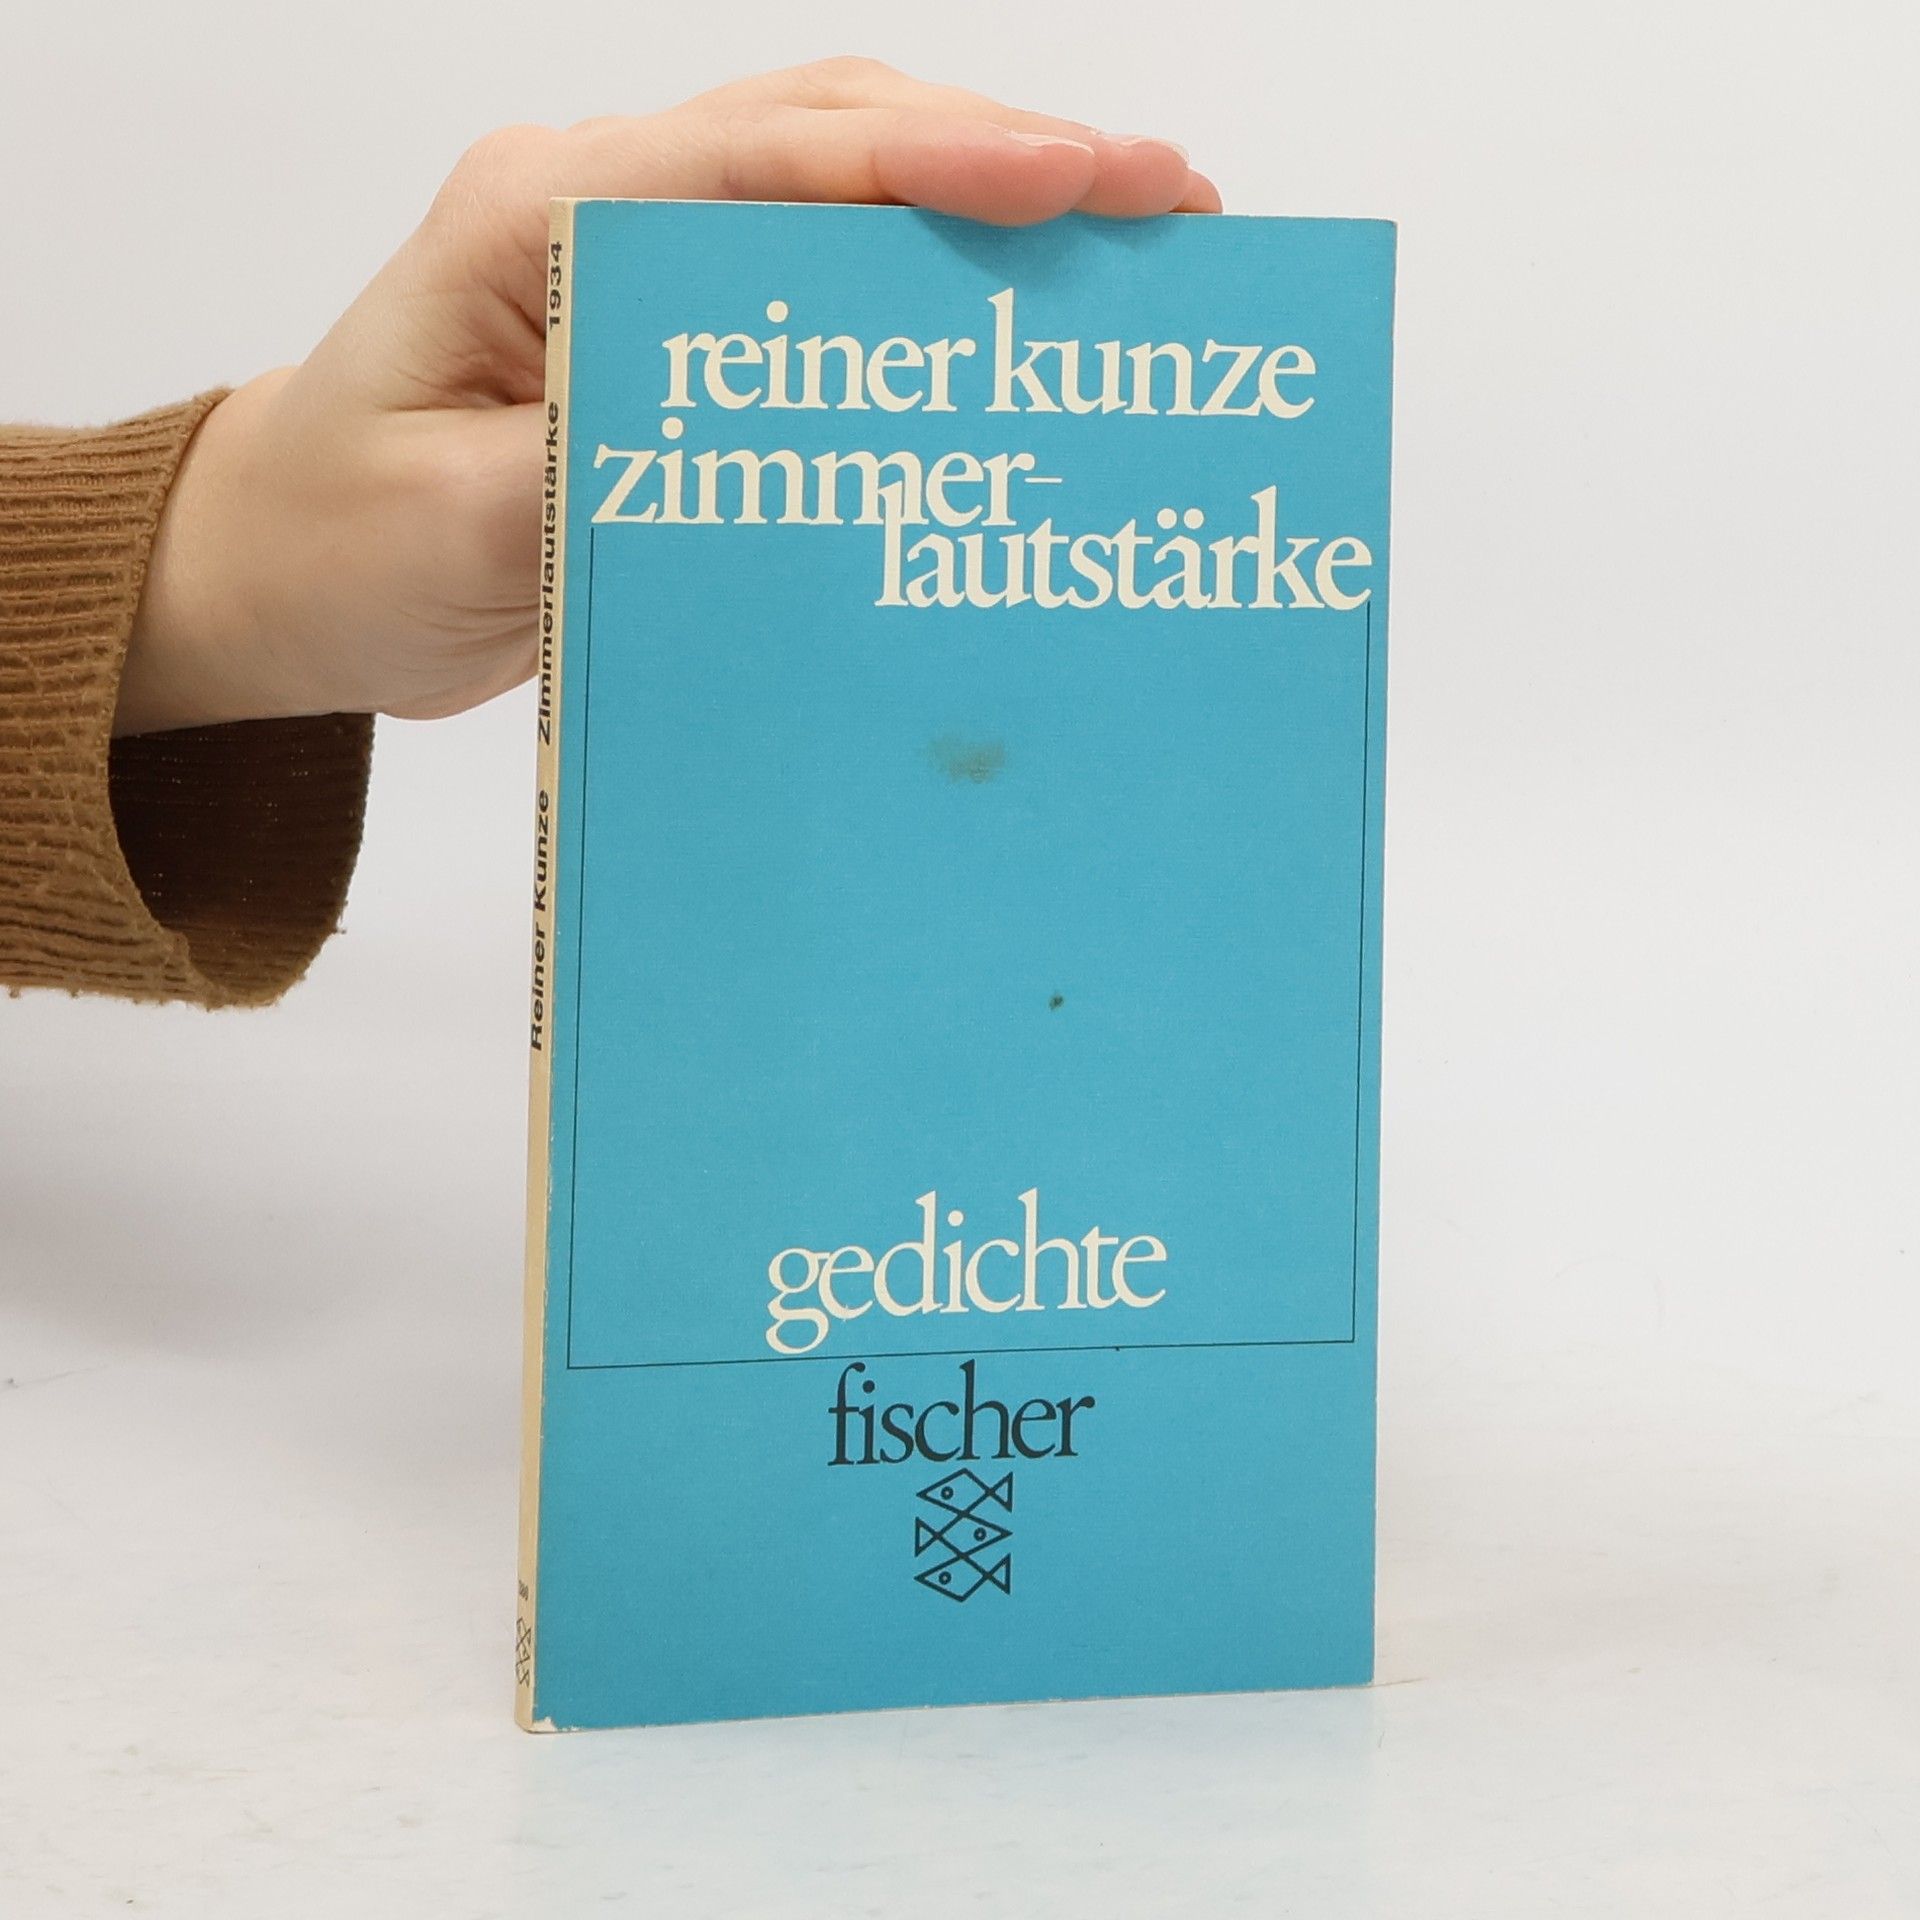 reiner kunze
zimmer-
lautstärke
gedichte
fischer
Reiner Kunze Zimmerlautstärke 1934